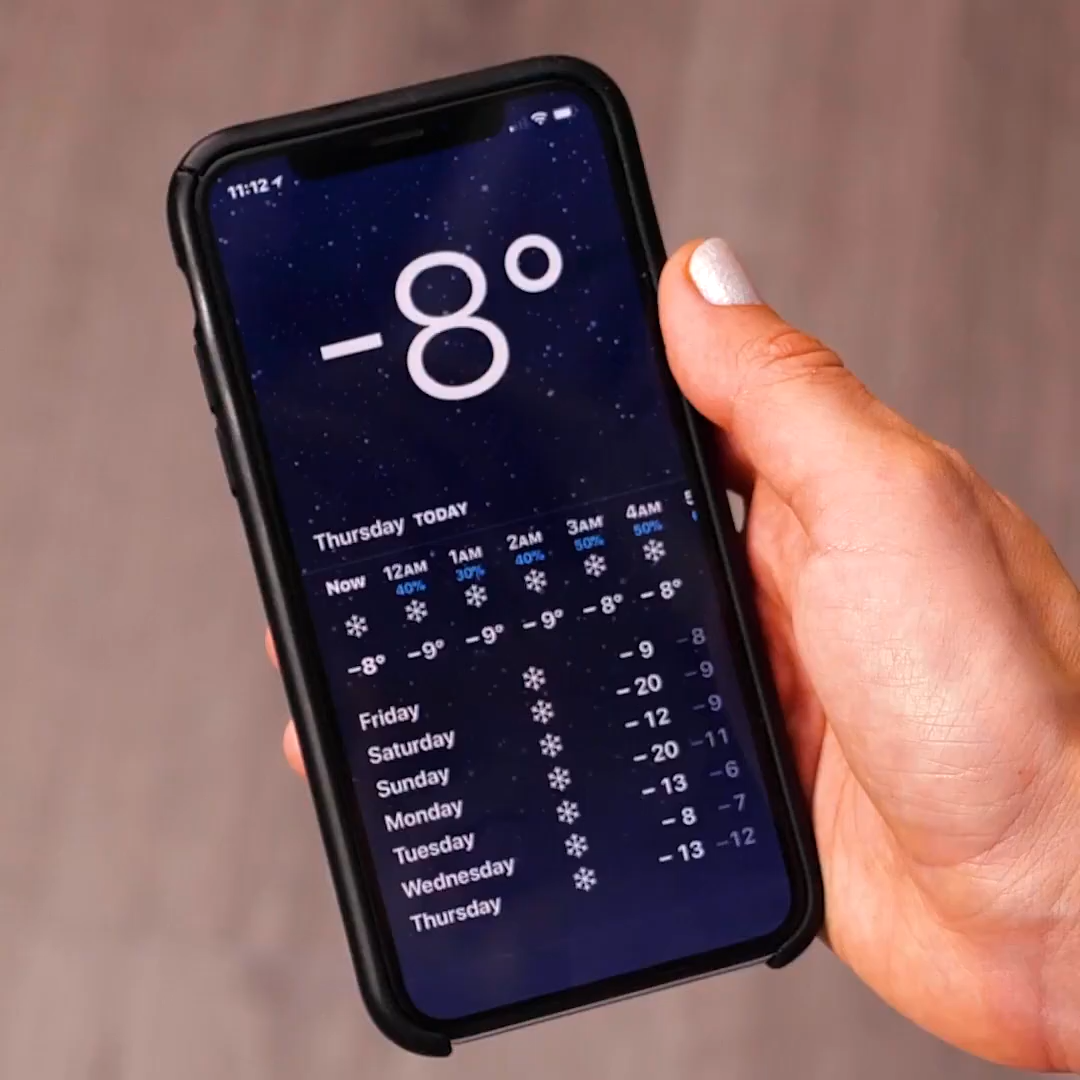 11:12
-8°
Thursday TODAY
Now 12AM 1AM 2AM 3AM 4AM
40% 30% 40% 50% 50%
-8° -9° -9° -9° -8° -8°
Friday -9 -8
Saturday -20 -9
Sunday -12 -9
Monday -20 -11
Tuesday -13 -6
Wednesday -8 -7
Thursday -13 -12